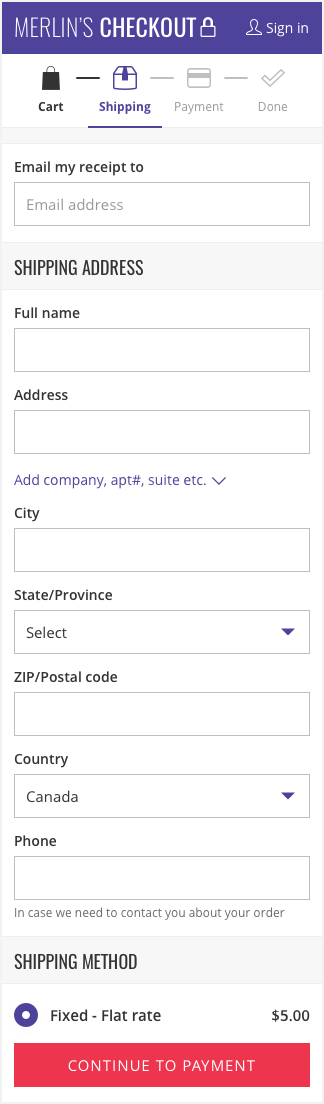 MERLIN'S CHECKOUT Sign in
Cart Shipping Payment Done
Email my receipt to
Email address
SHIPPING ADDRESS
Full name
Address
Add company, apt#, suite etc.
City
State/Province
Select
ZIP/Postal code
Country
Canada
Phone
In case we need to contact you about your order
SHIPPING METHOD
Fixed - Flat rate $5.00
CONTINUE TO PAYMENT